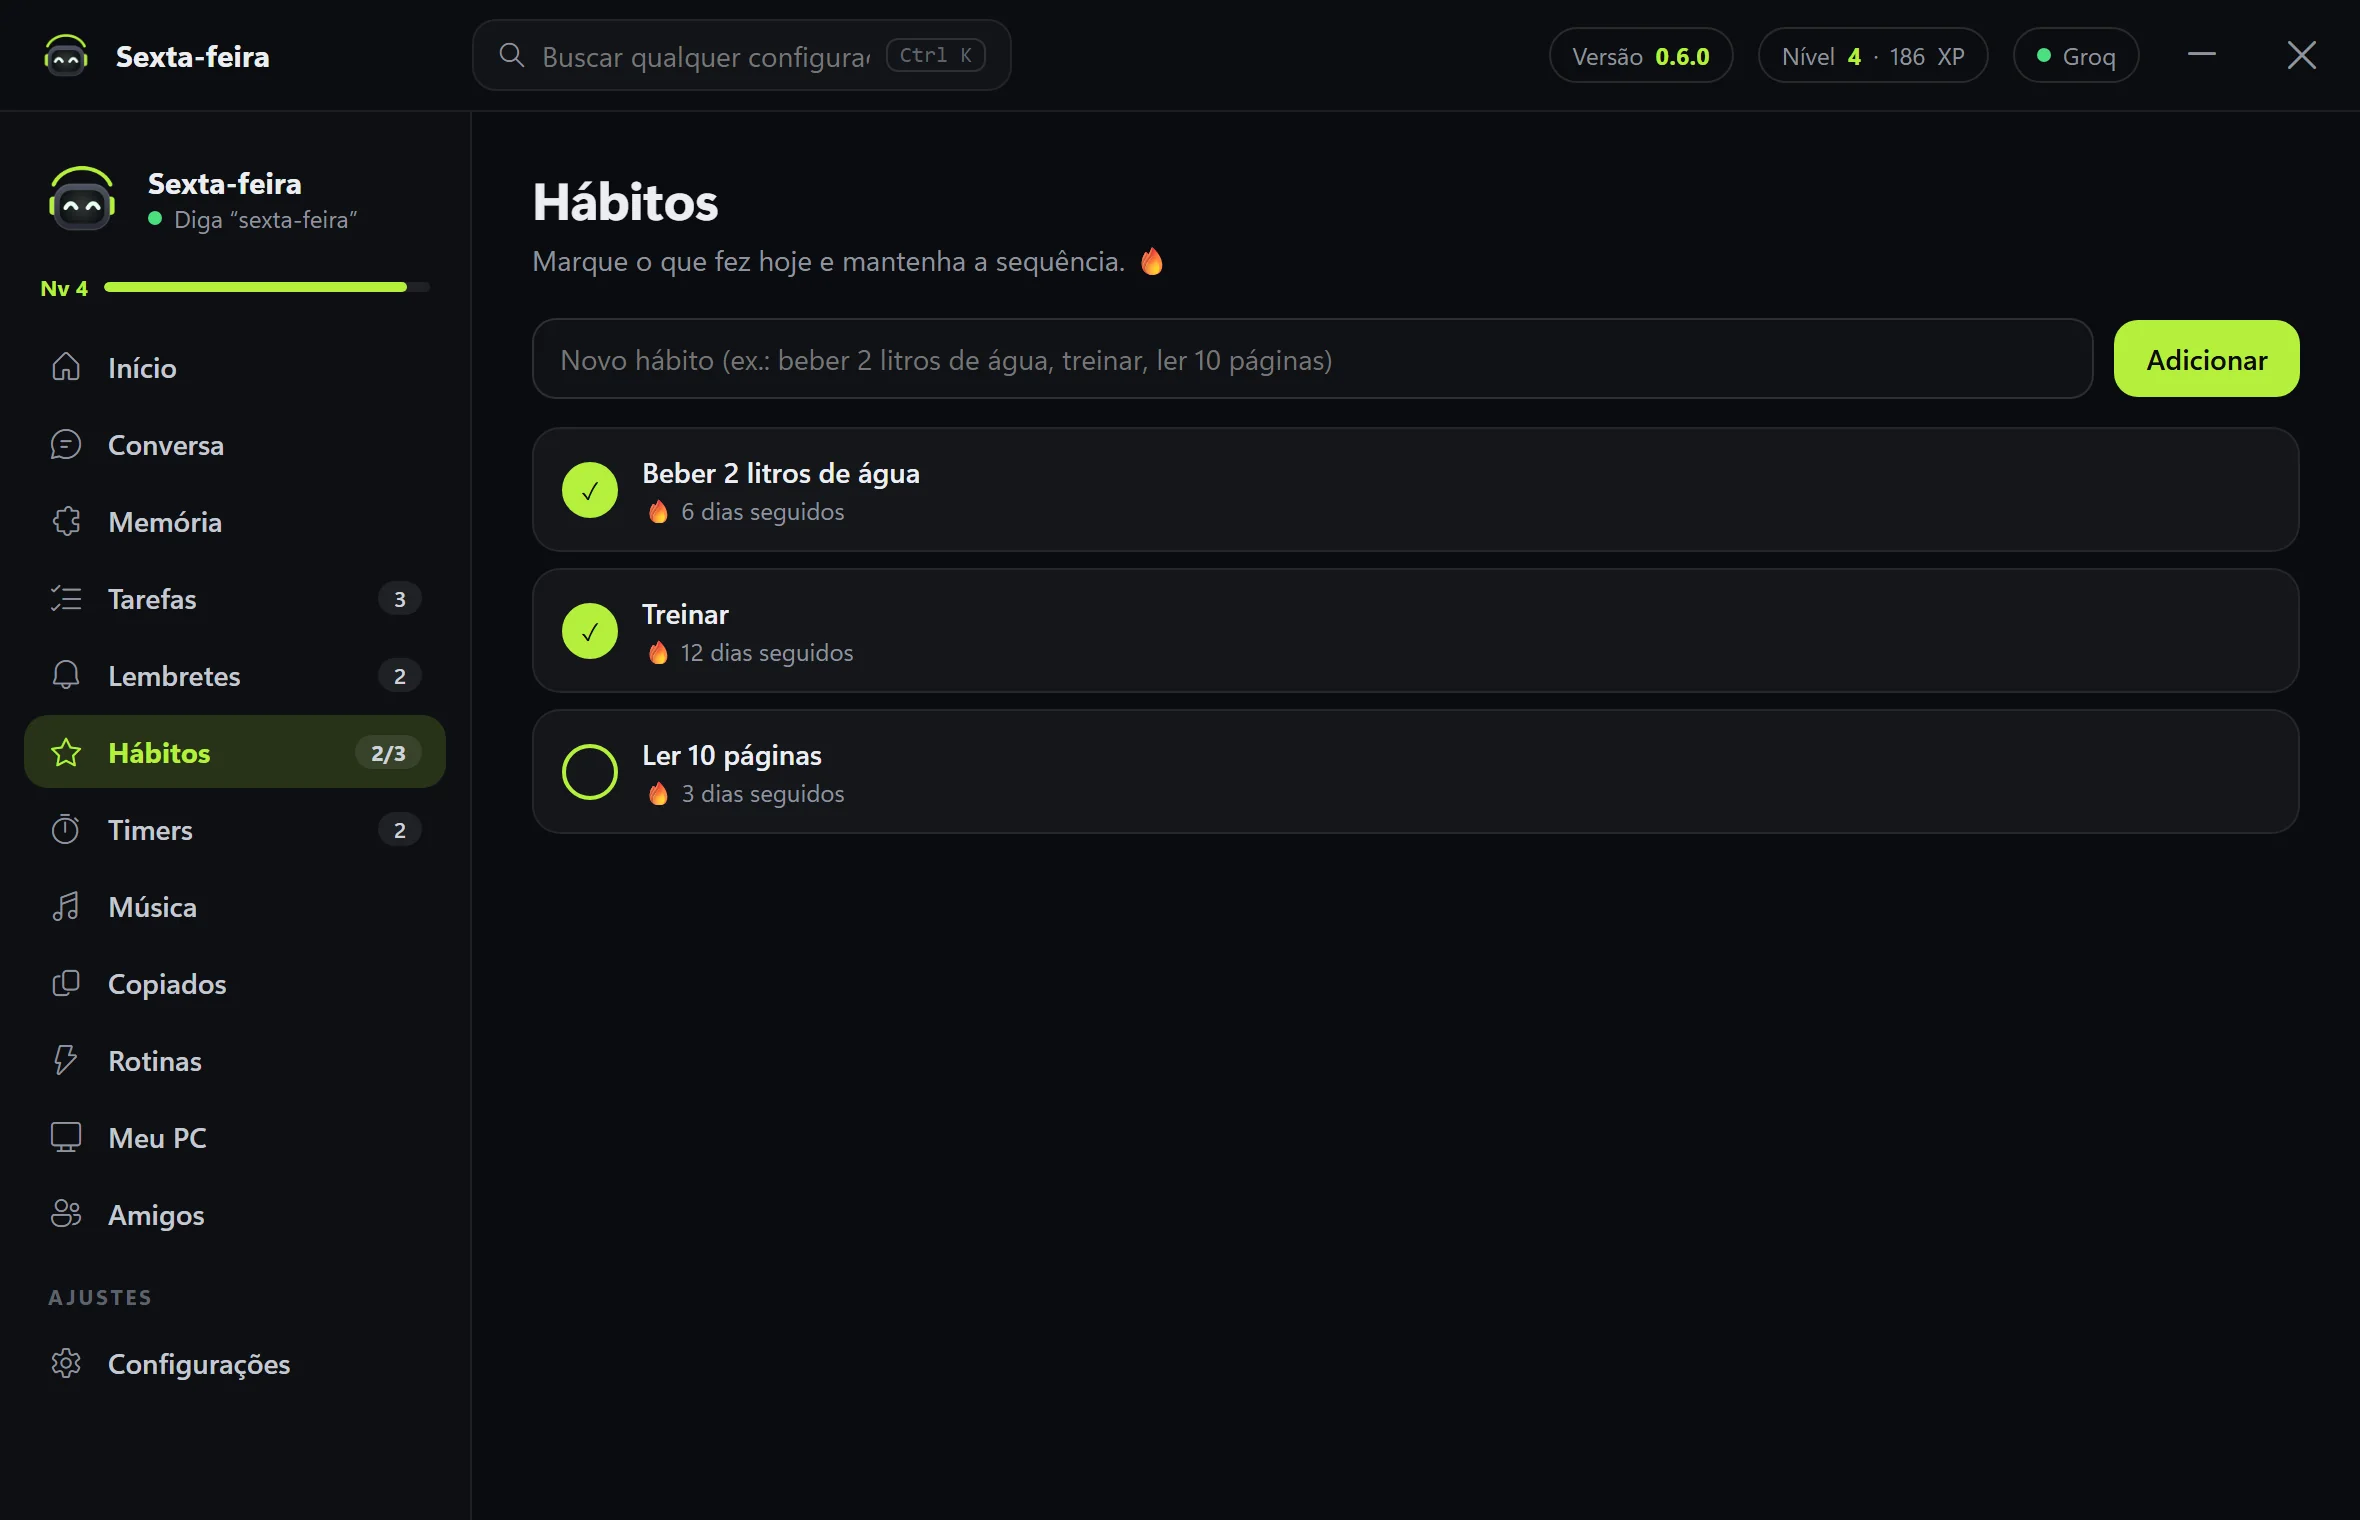 Sexta-feira
Buscar qualquer configura
Ctrl K
Versão 0.6.0
Nível 4 · 186 XP
Groq
Sexta-feira
Diga “sexta-feira”
Nv 4
Início
Conversa
Memória
Tarefas 3
Lembretes 2
Hábitos 2/3
Timers 2
Música
Copiados
Rotinas
Meu PC
Amigos
AJUSTES
Configurações
Hábitos
Marque o que fez hoje e mantenha a sequência. 🔥
Novo hábito (ex.: beber 2 litros de água, treinar, ler 10 páginas)
Adicionar
✓ Beber 2 litros de água
🔥 6 dias seguidos
✓ Treinar
🔥 12 dias seguidos
Ler 10 páginas
🔥 3 dias seguidos